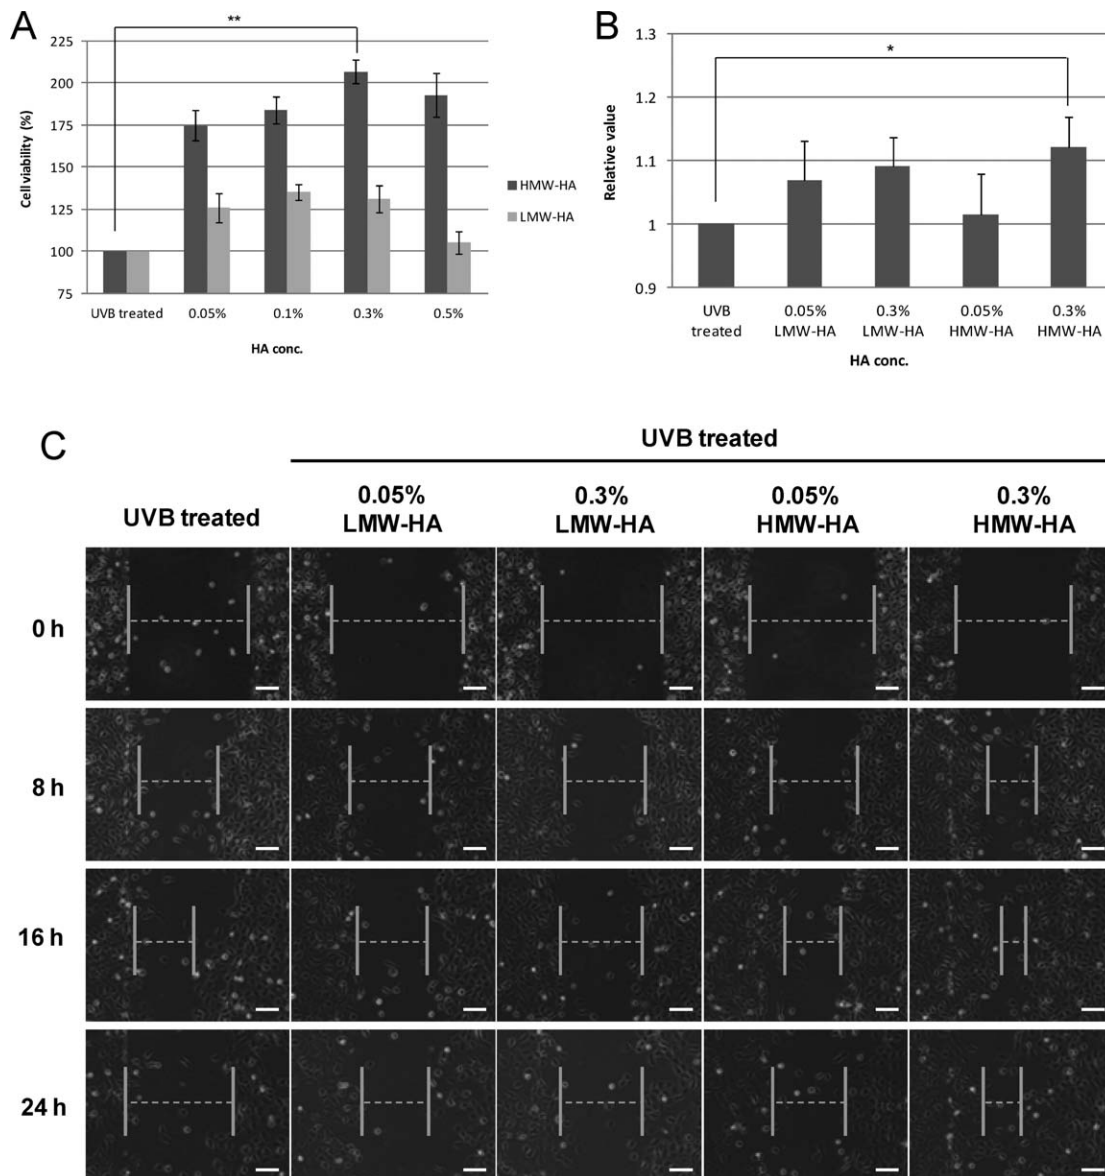 A
**
225
200
175
150
125
100
75
Cell viability (%)
UVB treated
0.05%
0.1%
0.3%
0.5%
HA conc.
HMW-HA
LMW-HA
B
*
1.3
1.2
1.1
1
0.9
Relative value
UVB
treated
0.05%
LMW-HA
0.3%
LMW-HA
0.05%
HMW-HA
0.3%
HMW-HA
HA conc.
C
UVB treated
UVB treated
0.05%
LMW-HA
0.3%
LMW-HA
0.05%
HMW-HA
0.3%
HMW-HA
0 h
8 h
16 h
24 h